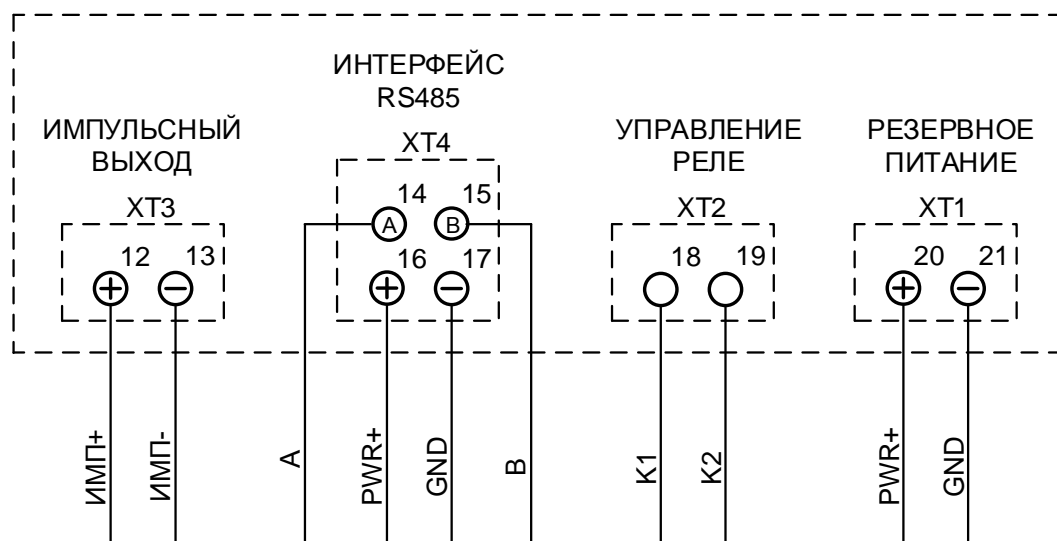 ИМПУЛЬСНЫЙ
ВЫХОД
XT3
12 13
ИМП+
ИМП-
ИНТЕРФЕЙС
RS485
XT4
14 15
A B
16 17
A
PWR+
GND
B
УПРАВЛЕНИЕ
РЕЛЕ
XT2
18 19
K1
K2
РЕЗЕРВНОЕ
ПИТАНИЕ
XT1
20 21
PWR+
GND